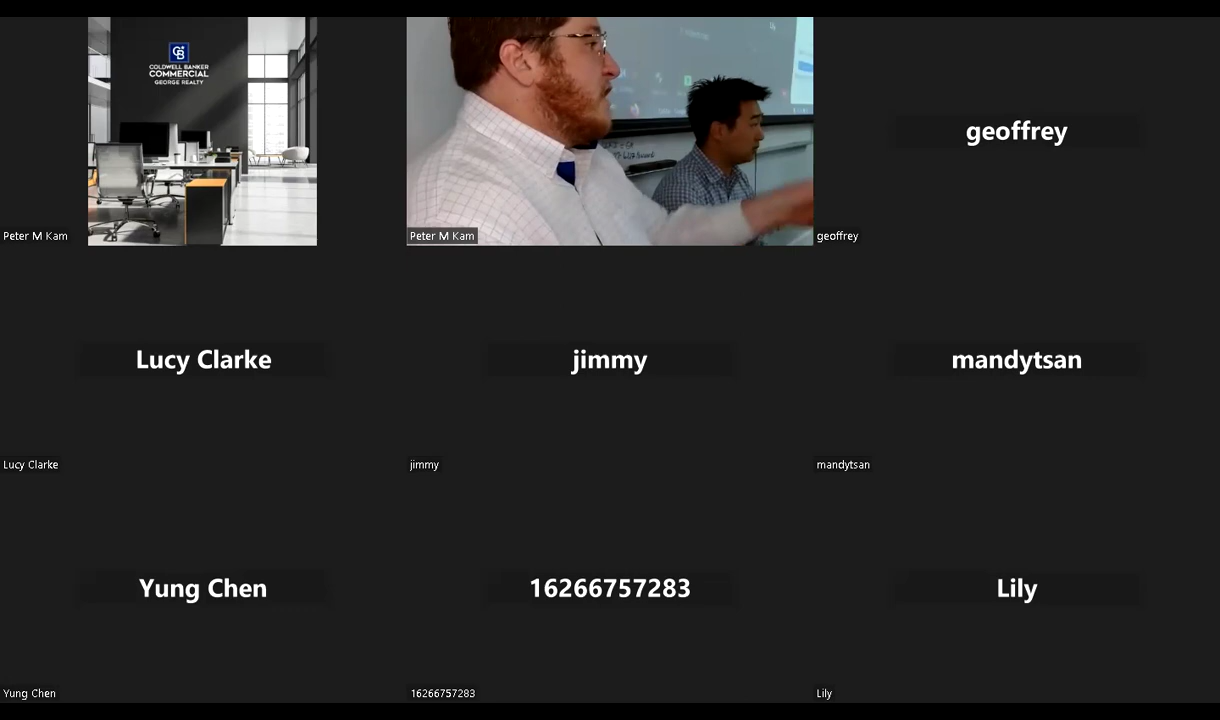 COLDWELL BANKER
COMMERCIAL
GEORGE REALTY
Peter M Kam
Peter M Kam
geoffrey
geoffrey
Lucy Clarke
jimmy
mandytsan
Lucy Clarke
jimmy
mandytsan
Yung Chen
16266757283
Lily
Yung Chen
16266757283
Lily